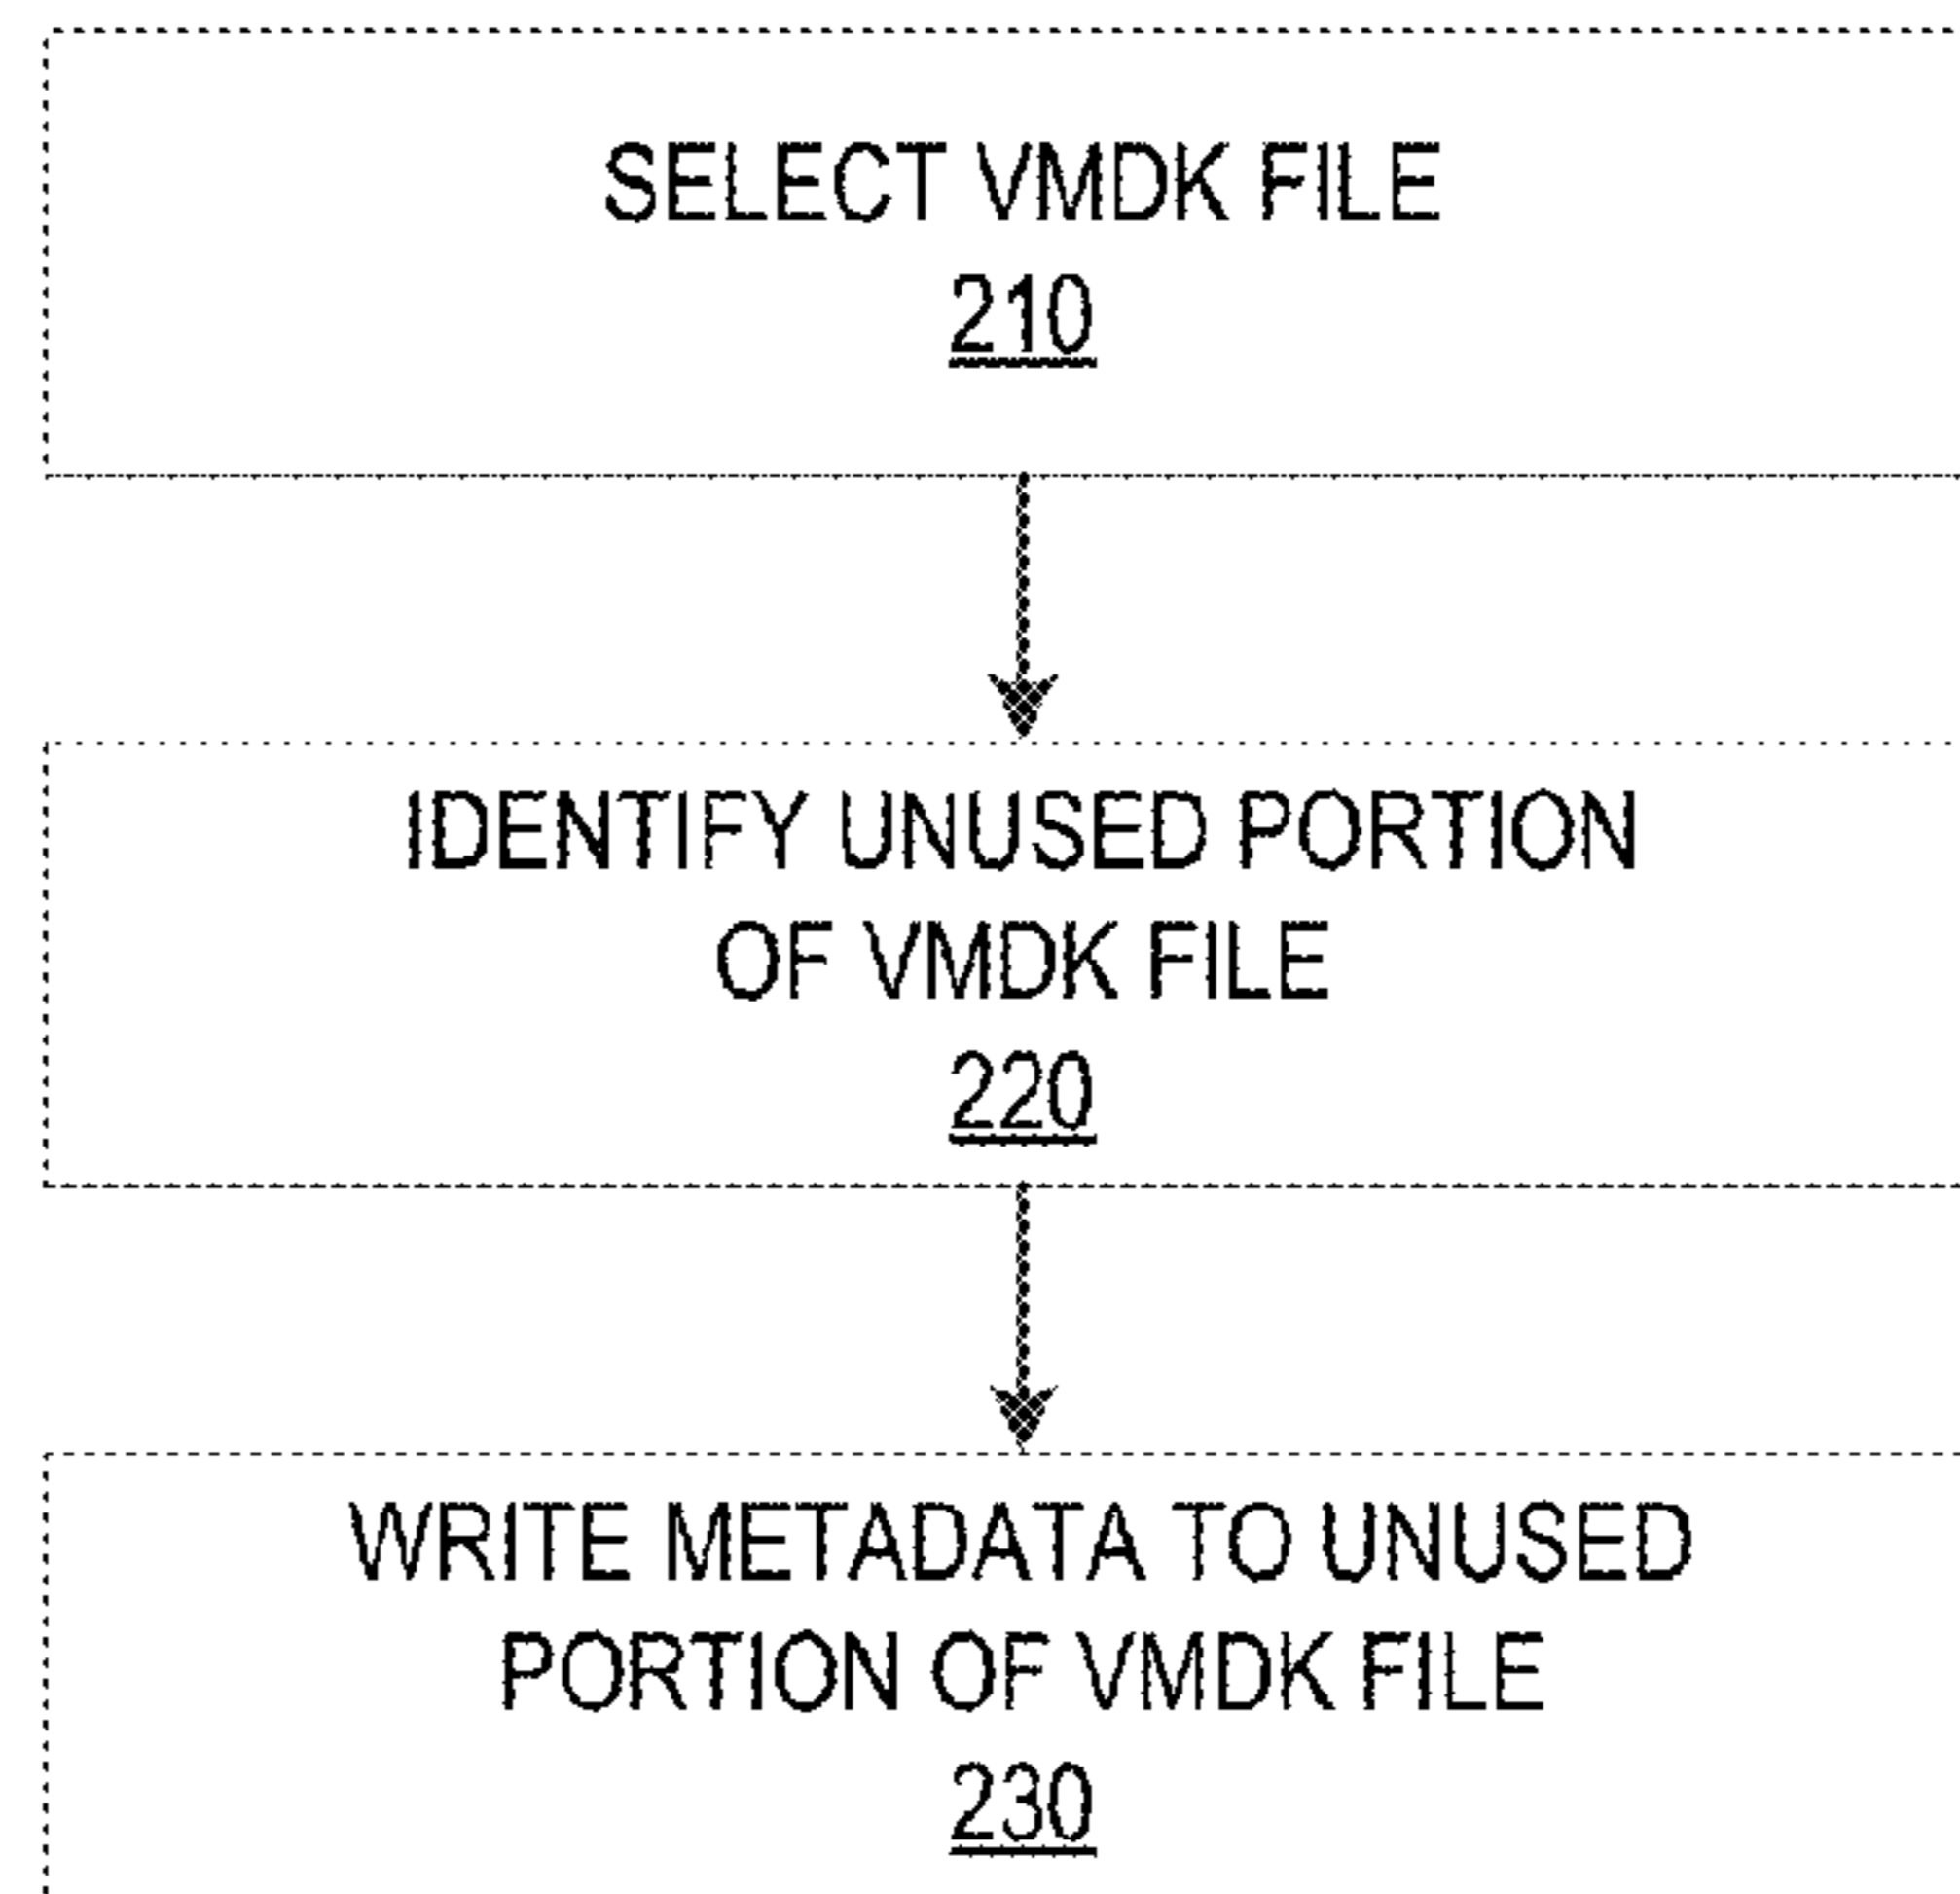 SELECT VMDK FILE
210
IDENTIFY UNUSED PORTION
OF VMDK FILE
220
WRITE METADATA TO UNUSED
PORTION OF VMDK FILE
230